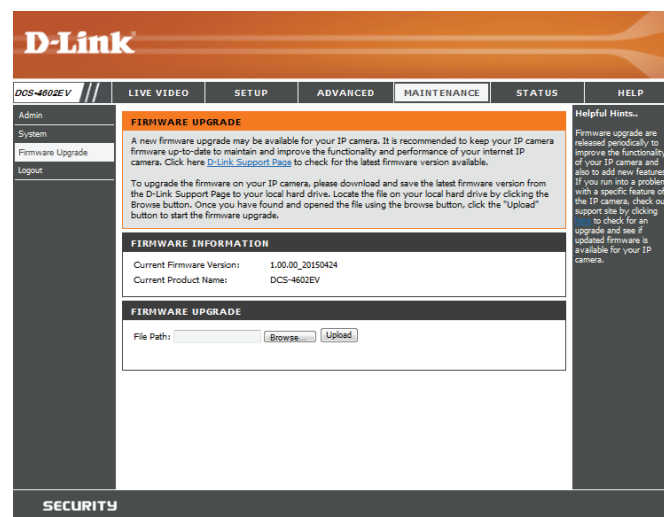 D-Link
DCS-4602EV // LIVE VIDEO SETUP ADVANCED MAINTENANCE STATUS HELP
Admin
System
Firmware Upgrade
Logout
FIRMWARE UPGRADE
A new firmware upgrade may be available for your IP camera. It is recommended to keep your IP camera
firmware up-to-date to maintain and improve the functionality and performance of your internet IP
camera. Click here D-Link Support Page to check for the latest firmware version available.
To upgrade the firmware on your IP camera, please download and save the latest firmware version from
the D-Link Support Page to your local hard drive. Locate the file on your local hard drive by clicking the
Browse button. Once you have found and opened the file using the browse button, click the "Upload"
button to start the firmware upgrade.
FIRMWARE INFORMATION
Current Firmware Version: 1.00.00_20150424
Current Product Name: DCS-4602EV
FIRMWARE UPGRADE
File Path: Browse... Upload
Helpful Hints..
Firmware upgrade are
released periodically to
improve the functionality
of your IP camera and
also to add new features.
If you run into a problem
with a specific feature of
the IP camera, check ou
support site by clicking
here to check for an
upgrade and see if
updated firmware is
available for your IP
camera.
SECURITY